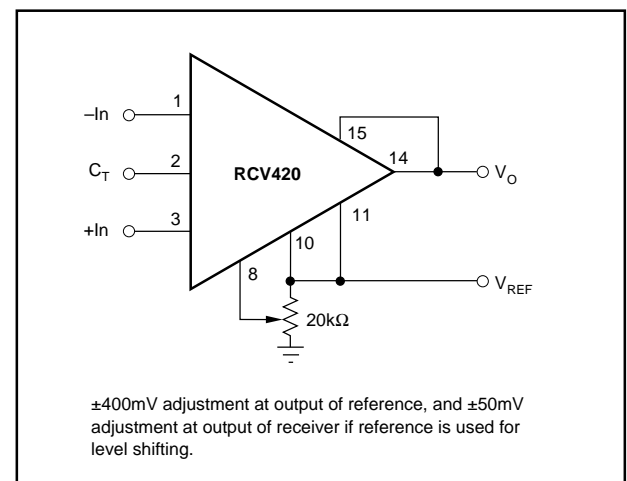 –In
1
C_T
2
+In
3
RCV420
15
14
V_O
11
10
8
V_REF
20kΩ
±400mV adjustment at output of reference, and ±50mV
adjustment at output of receiver if reference is used for
level shifting.